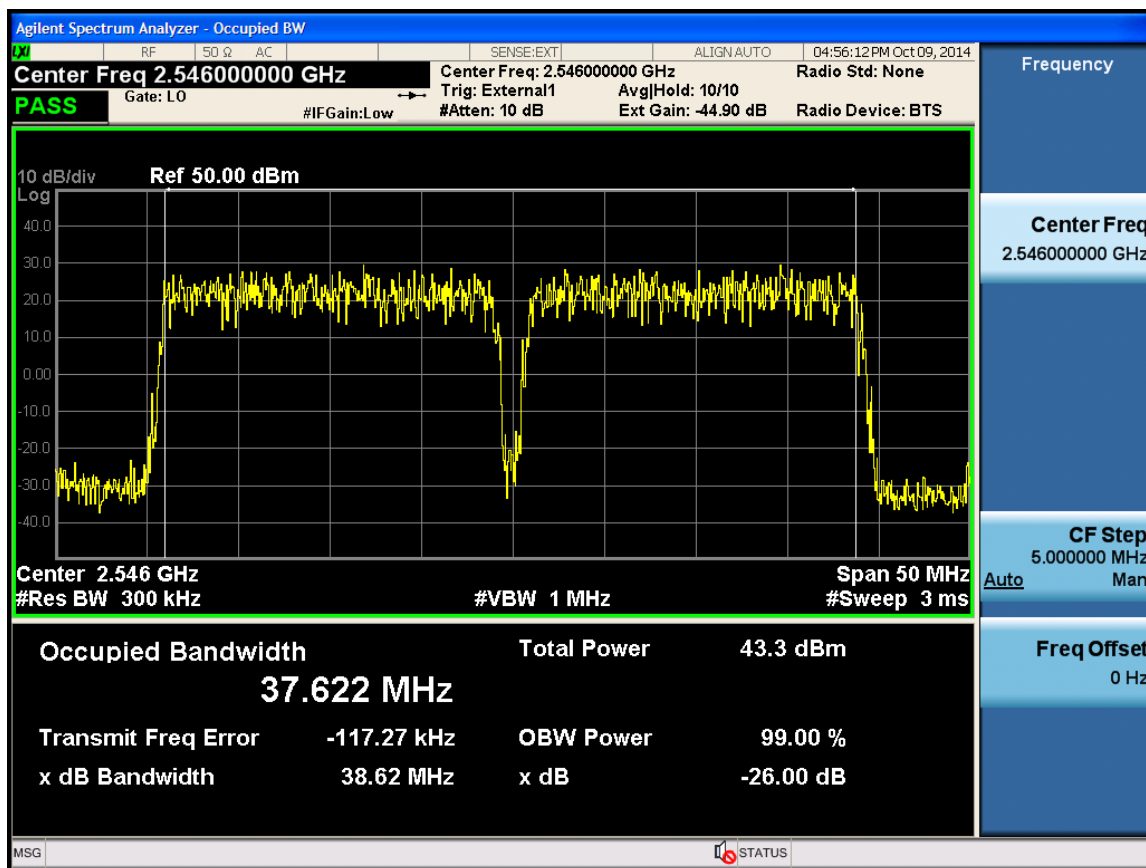 Agilent Spectrum Analyzer - Occupied BW
LXI RF 50 Ω AC SENSE:EXT ALIGN AUTO 04:56:12 PM Oct 09, 2014
Center Freq 2.546000000 GHz
PASS
Gate: LO
#IFGain:Low
Center Freq: 2.546000000 GHz
Trig: External1 Avg|Hold: 10/10
#Atten: 10 dB Ext Gain: -44.90 dB
Radio Std: None
Radio Device: BTS
10 dB/div Ref 50.00 dBm
Log
40.0
30.0
20.0
10.0
0.00
-10.0
-20.0
-30.0
-40.0
Center 2.546 GHz Span 50 MHz
#Res BW 300 kHz #VBW 1 MHz #Sweep 3 ms
Occupied Bandwidth Total Power 43.3 dBm
37.622 MHz
Transmit Freq Error -117.27 kHz OBW Power 99.00 %
x dB Bandwidth 38.62 MHz x dB -26.00 dB
Frequency
Center Freq
2.546000000 GHz
CF Step
5.000000 MHz
Auto Man
Freq Offset
0 Hz
MSG STATUS